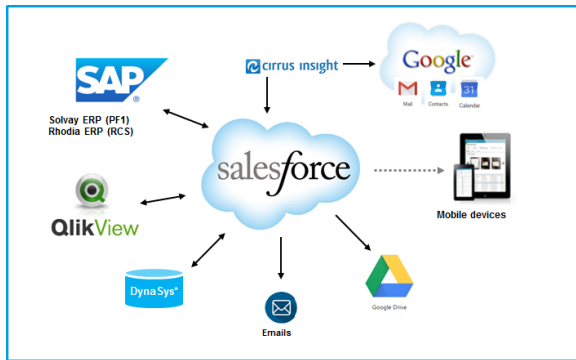 SAP®
Solvay ERP (PF1)
Rhodia ERP (RCS)
cirrus insight
Google™
Mail
Contacts
31
Calendar
salesforce
Mobile devices
QlikView
DynaSys*
Emails
Google Drive